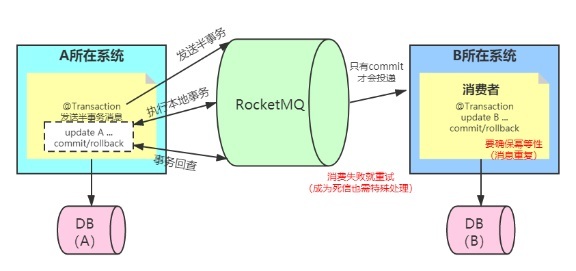 A所在系统
@Transaction
发送半事务消息
update A ...
commit/rollback
DB
(A)
发送半事务
执行本地事务
事务回查
RocketMQ
只有commit
才会投递
消费失败就重试
(成为死信也需特殊处理)
B所在系统
消费者
@Transaction
update B ...
commit/rollback
要确保幂等性
(消息重复)
DB
(B)